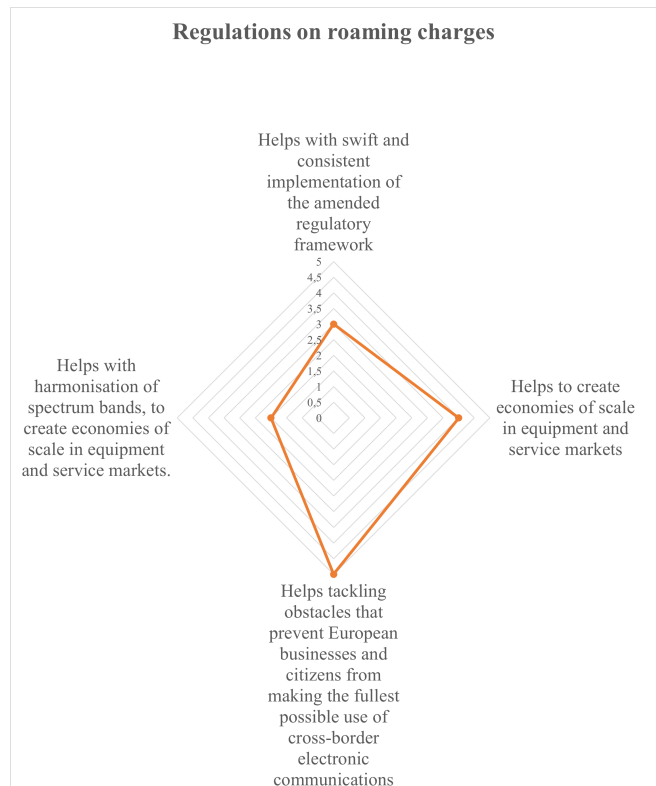 Regulations on roaming charges
Helps with swift and
consistent
implementation of
the amended
regulatory
framework
5
4,5
4
3,5
3
2,5
2
1,5
1
0,5
0
Helps with
harmonisation of
spectrum bands, to
create economies of
scale in equipment
and service markets.
Helps to create
economies of scale
in equipment and
service markets
Helps tackling
obstacles that
prevent European
businesses and
citizens from
making the fullest
possible use of
cross-border
electronic
communications